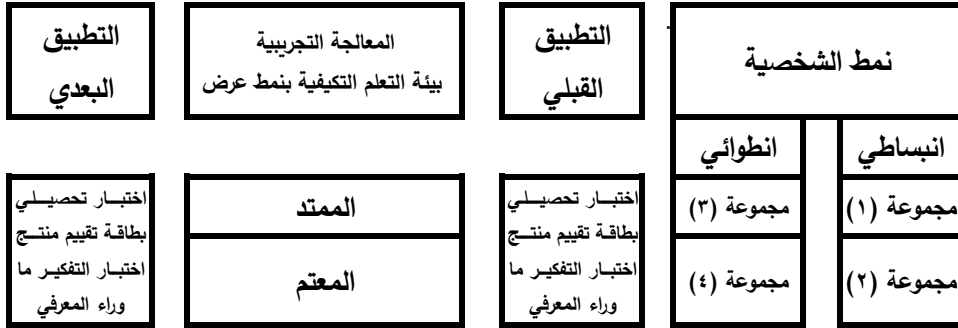 نمط الشخصية
انبساطي
انطوائي
مجموعة (١)
مجموعة (٣)
مجموعة (٢)
مجموعة (٤)
التطبيق
القبلي
اختبار تحصيلي
بطاقة تقييم منتج
اختبار التفكير ما
وراء المعرفي
المعالجة التجريبية
بيئة التعلم التكيفية بنمط عرض
الممتد
المعتم
التطبيق
البعدي
اختبار تحصيلي
بطاقة تقييم منتج
اختبار التفكير ما
وراء المعرفي